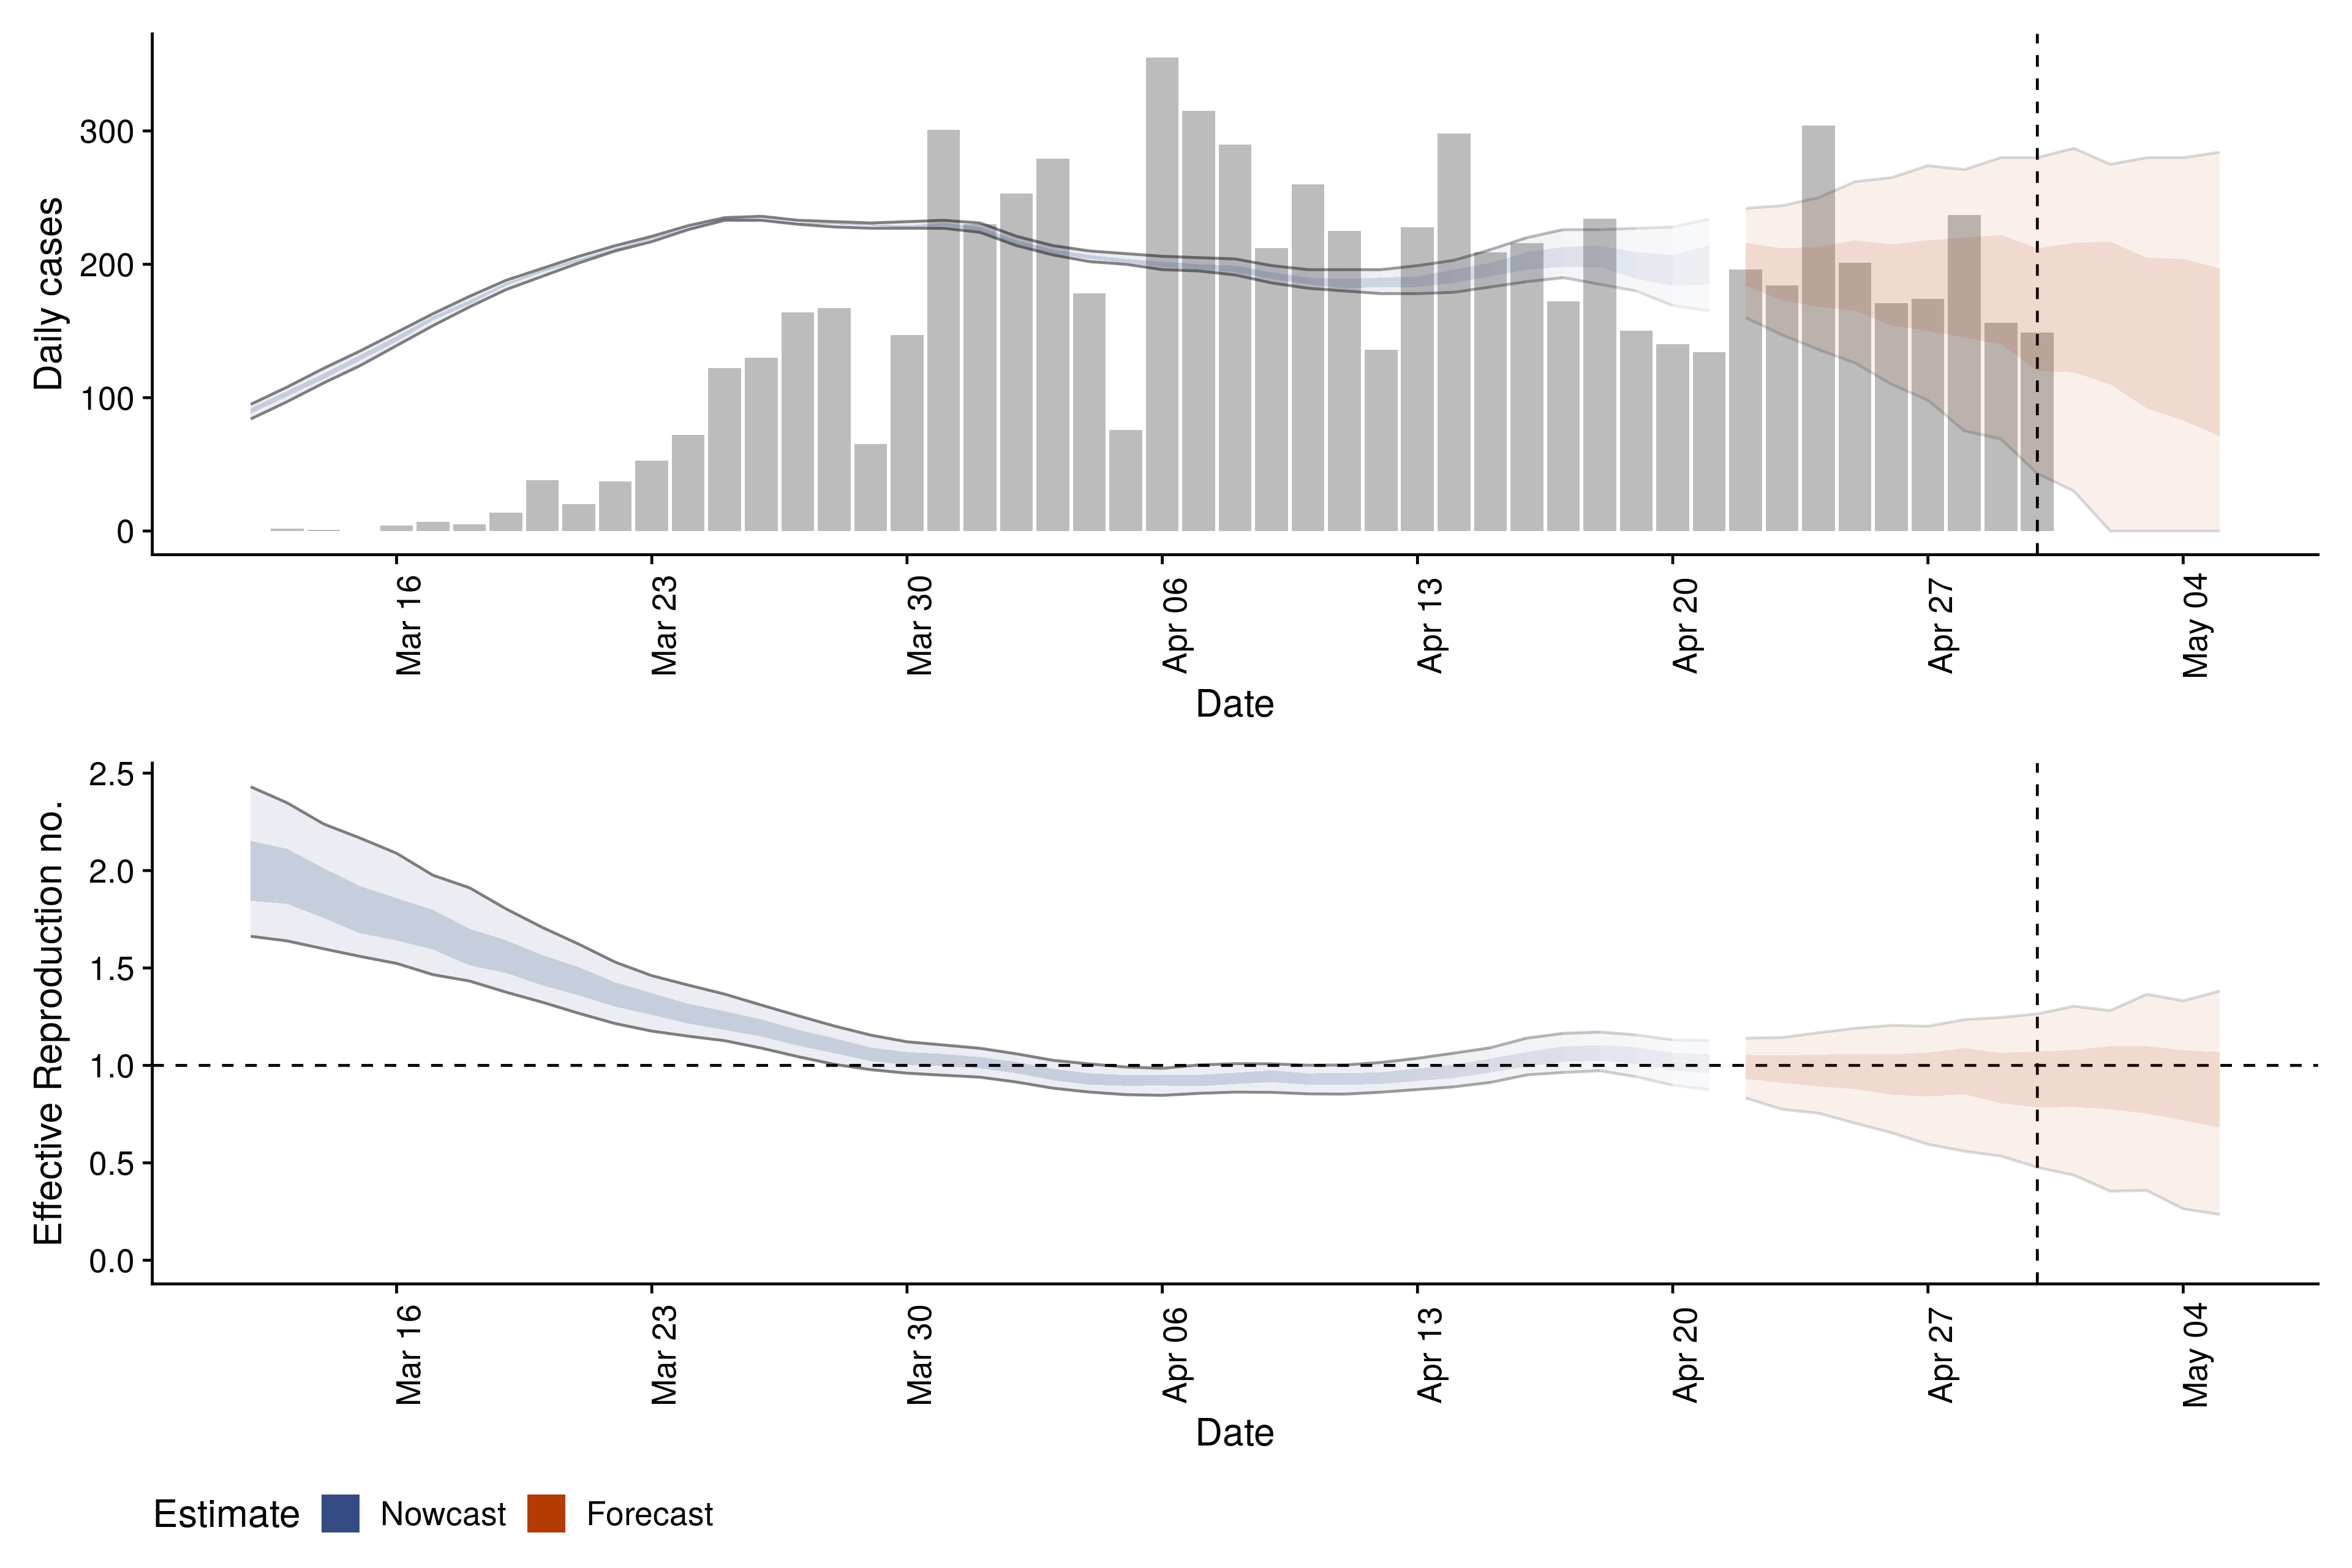 Daily cases
300
200
100
0
Mar 16
Mar 23
Mar 30
Apr 06
Apr 13
Apr 20
Apr 27
May 04
Date
Effective Reproduction no.
2.5
2.0
1.5
1.0
0.5
0.0
Mar 16
Mar 23
Mar 30
Apr 06
Apr 13
Apr 20
Apr 27
May 04
Date
Estimate Nowcast Forecast